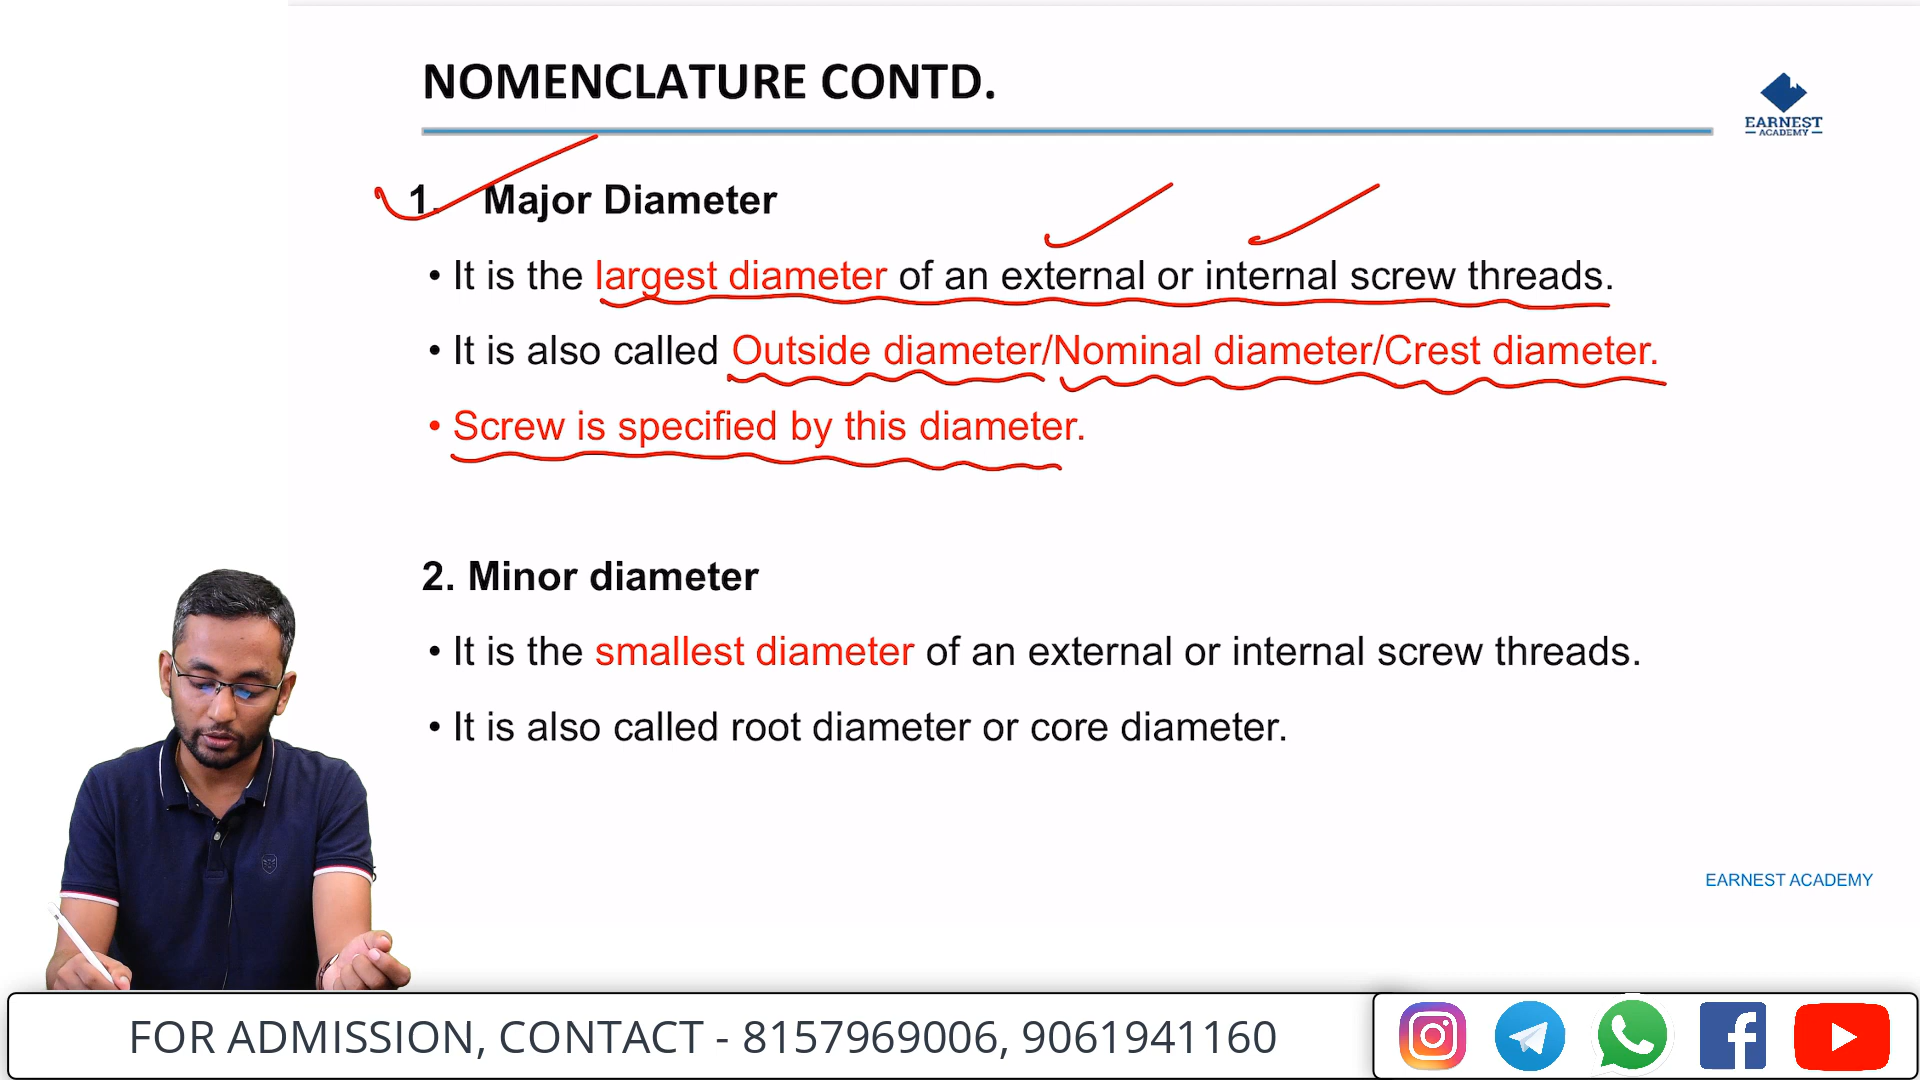 NOMENCLATURE CONTD.
EARNEST
ACADEMY
1. Major Diameter
• It is the largest diameter of an external or internal screw threads.
• It is also called Outside diameter/Nominal diameter/Crest diameter.
• Screw is specified by this diameter.
2. Minor diameter
• It is the smallest diameter of an external or internal screw threads.
• It is also called root diameter or core diameter.
EARNEST ACADEMY
FOR ADMISSION, CONTACT - 8157969006, 9061941160